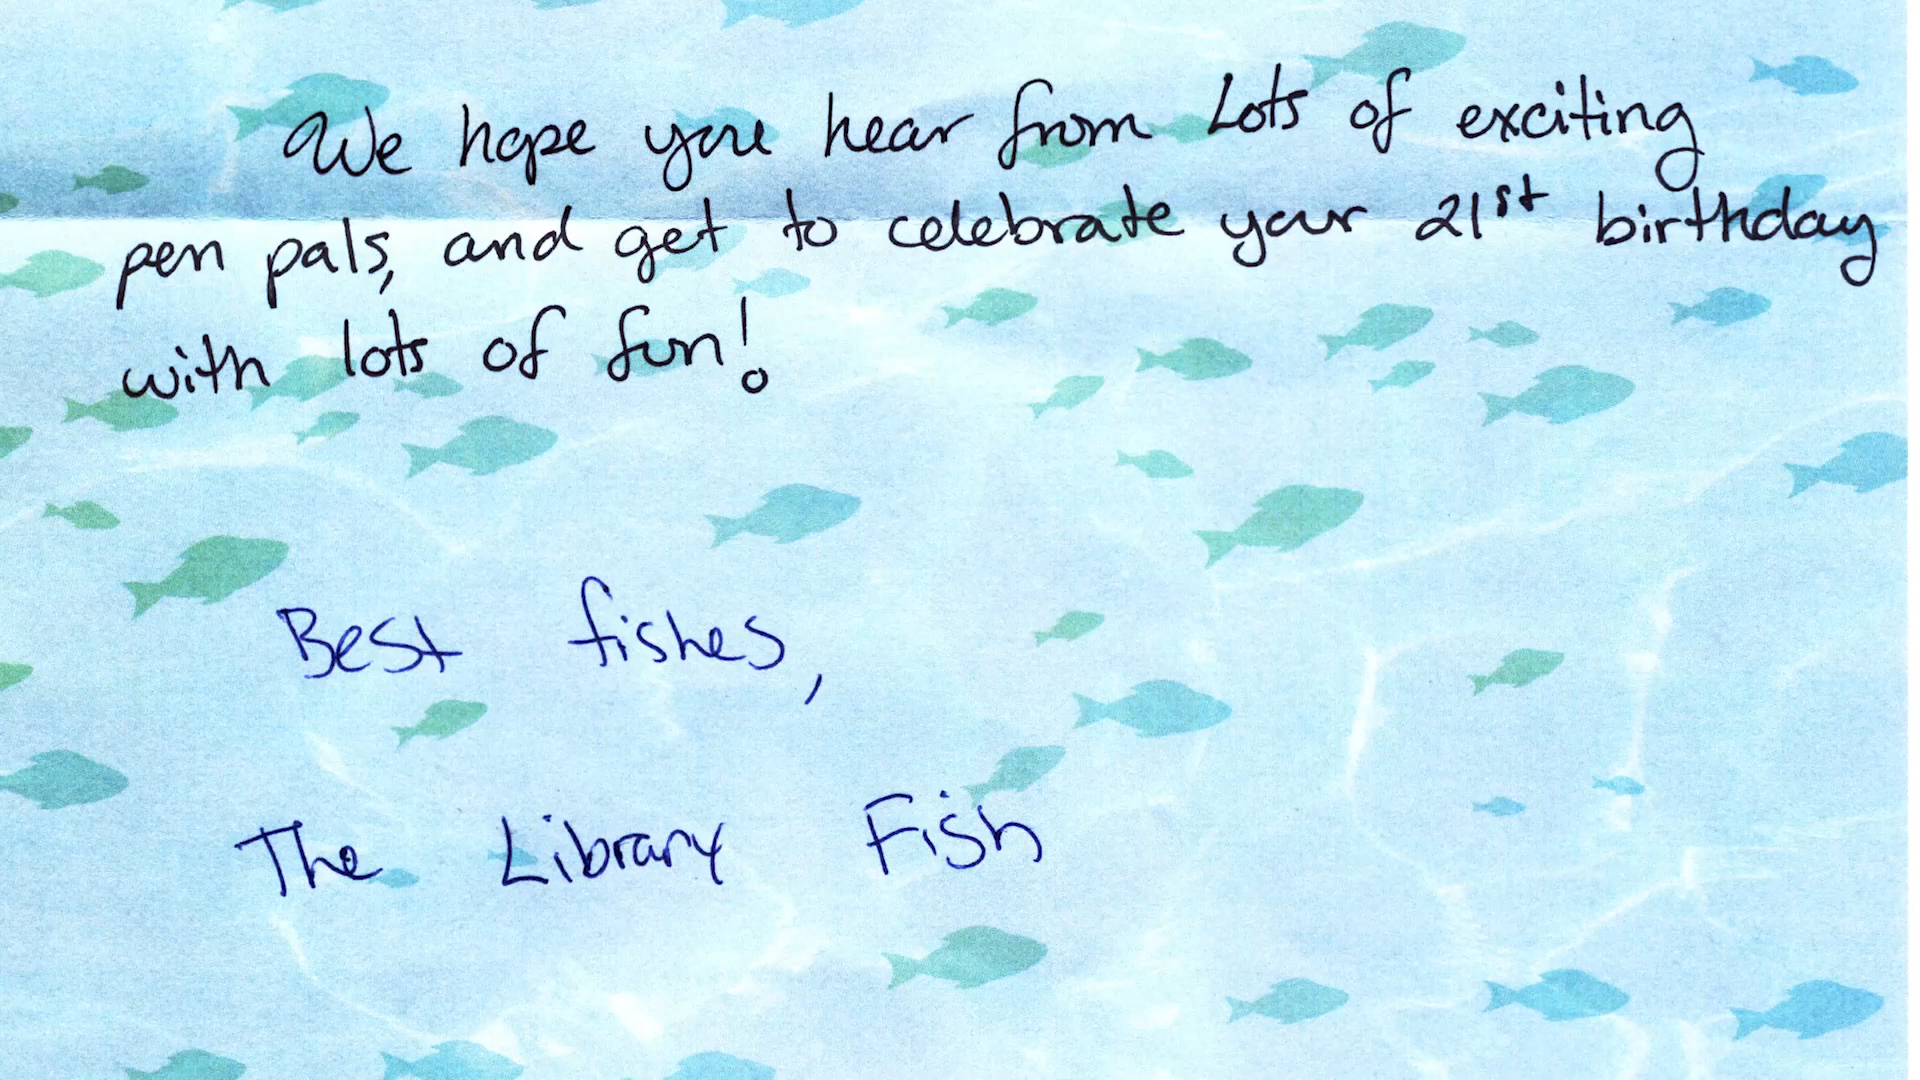 We hope you hear from Lots of exciting
pen pals, and get to celebrate your 21st birthday
with lots of fun!
Best fishes,
The Library Fish